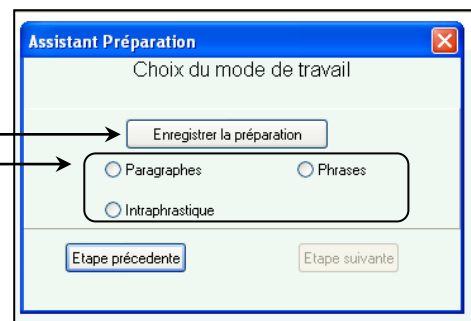 Assistant Préparation
Choix du mode de travail
Enregistrer la préparation
Paragraphes Phrases
Intraphrastique
Etape précedente Etape suivante